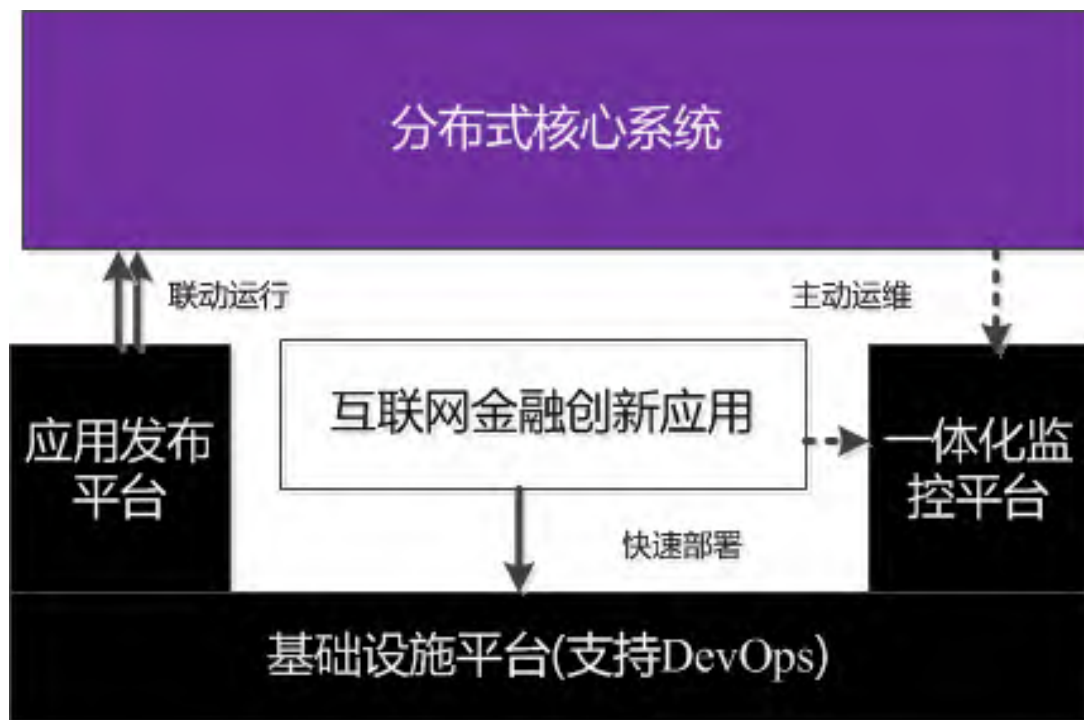 分布式核心系统
联动运行
主动运维
互联网金融创新应用
应用发布
平台
一体化监
控平台
快速部署
基础设施平台(支持DevOps)